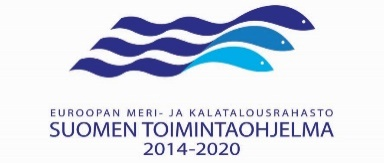 EUROOPAN MERI- JA KALATALOUSRAHASTO
SUOMEN TOIMINTAOHJELMA
2014-2020